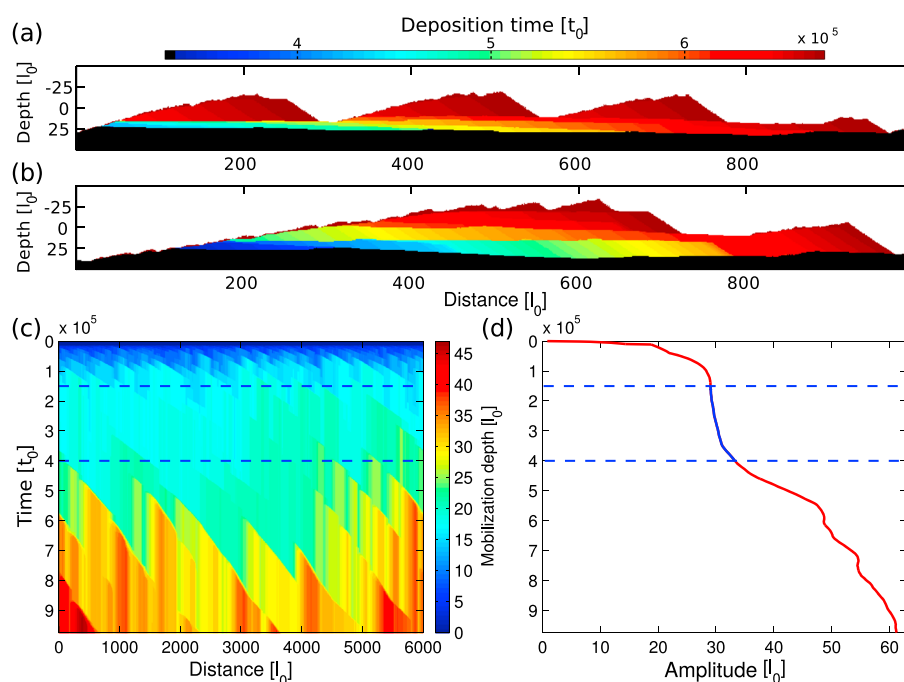 (a)
Deposition time [t0]
4 5 6 x 10^5
Depth [l0]
-25
0
25
200 400 600 800
(b)
Depth [l0]
-25
0
25
200 400 600 800
Distance [l0]
(c) x 10^5
0
1
2
3
4
5
6
7
8
9
Time [t0]
0 1000 2000 3000 4000 5000 6000
Distance [l0]
45
40
35
30
25
20
15
10
5
0
Mobilization depth [l0]
(d)
x 10^5
0
1
2
3
4
5
6
7
8
9
0 10 20 30 40 50 60
Amplitude [l0]